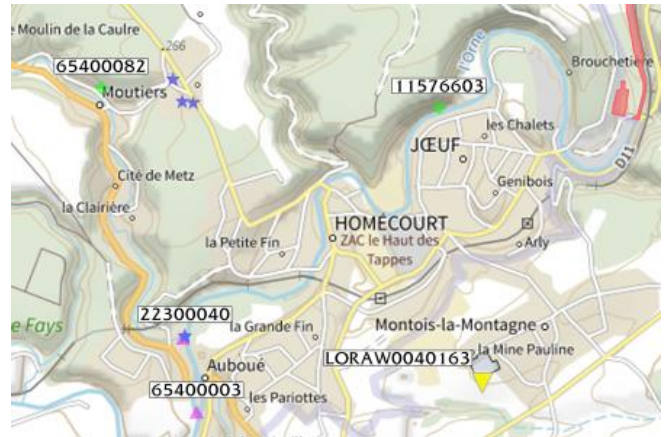 Moulin de la Caulre
266
l'Orne
Brouchetière
65400082
Moutiers
11576603
les Chalets
JŒUF
D11
Cité de Metz
Genibois
la Clairière
HOMÉCOURT
la Petite Fin
ZAC le Haut des
Tappes
Arly
22300040
e Fays
la Grande Fin
Montois-la-Montagne
LORAW0040163
la Mine Pauline
Auboué
65400003
les Pariottes